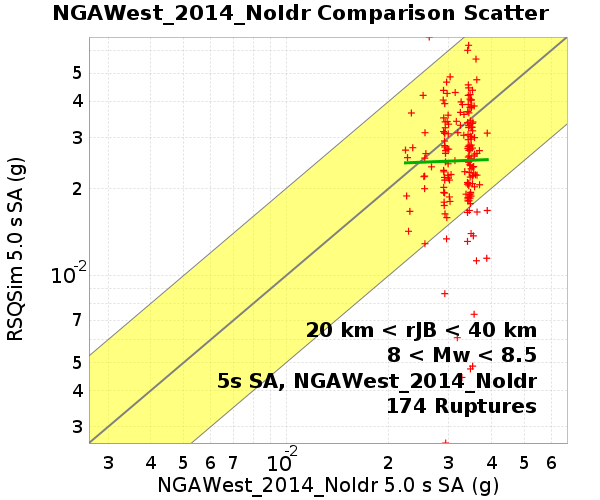 NGAWest_2014_NoIdr Comparison Scatter
RSQSim 5.0 s SA (g)
5
4
3
2
10-2
7
5
4
3
20 km < rJB < 40 km
8 < Mw < 8.5
5s SA, NGAWest_2014_NoIdr
174 Ruptures
3 4 5 6 7 10-2 2 3 4 5 6
NGAWest_2014_NoIdr 5.0 s SA (g)